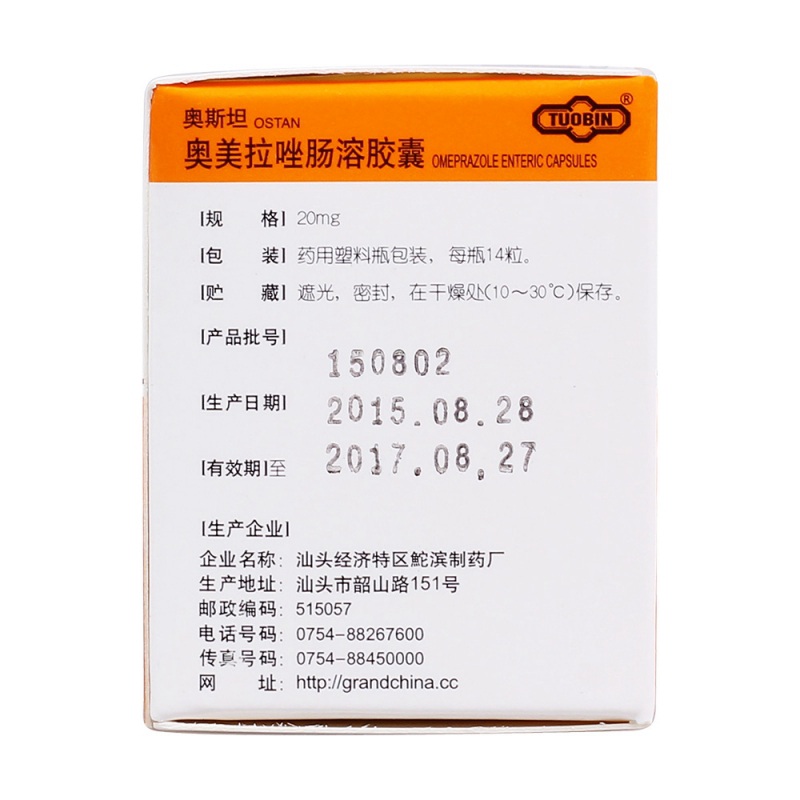 奥斯坦 OSTAN
TUOBIN®
奥美拉唑肠溶胶囊 OMEPRAZOLE ENTERIC CAPSULES
[规 格] 20mg
[包 装] 药用塑料瓶包装，每瓶14粒。
[贮 藏] 遮光，密封，在干燥处(10～30℃)保存。
[产品批号] 150802
[生产日期] 2015.08.28
[有效期]至 2017.08.27
[生产企业]
企业名称：汕头经济特区鮀滨制药厂
生产地址：汕头市韶山路151号
邮政编码：515057
电话号码：0754-88267600
传真号码：0754-88450000
网 址：http://grandchina.cc